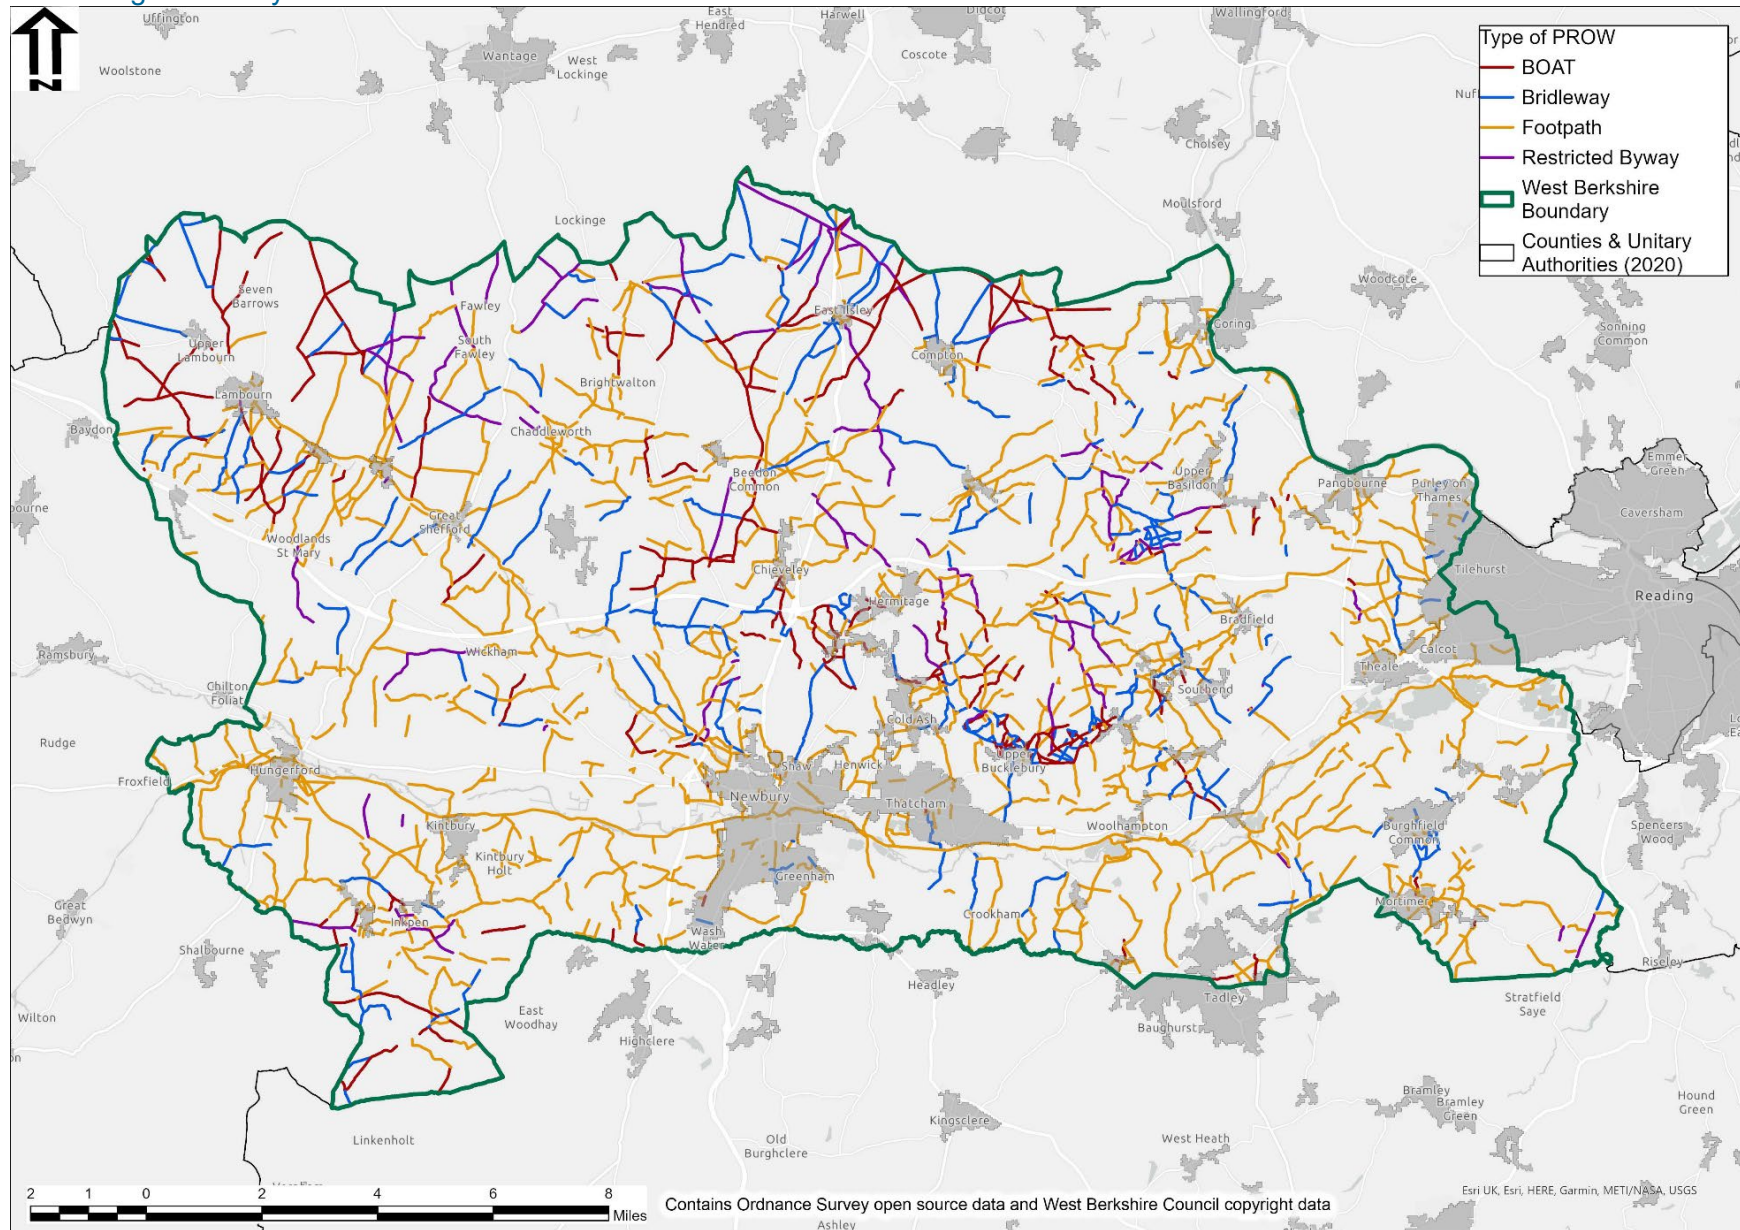 Uffington
East
Hendred
Harwell
Didcot
Wallingford
Woolstone
Wantage
West
Lockinge
Coscote
Cholsey
Type of PROW
BOAT
Bridleway
Footpath
Restricted Byway
West Berkshire
Boundary
Counties & Unitary
Authorities (2020)
N
Lockinge
Moulsford
Woodcote
Seven
Barrows
Fawley
East Ilsley
Goring
Sonning
Common
Upper
Lambourn
South
Fawley
Compton
Lambourn
Brightwalton
Baydon
Chaddleworth
Emmer
Green
Beedon
Common
Upper
Basildon
Pangbourne
Purley on
Thames
Caversham
Great
Shefford
Woodlands
St Mary
Chieveley
Tilehurst
Reading
Hermitage
Bradfield
Ramsbury
Wickham
Calcot
Theale
Chilton
Foliat
Southend
Cold Ash
Rudge
Froxfield
Hungerford
Shaw
Henwick
Upper
Bucklebury
Newbury
Thatcham
Kintbury
Woolhampton
Burghfield
Common
Spencers
Wood
Kintbury
Holt
Greenham
Great
Bedwyn
Inkpen
Crookham
Mortimer
Wash
Water
Shalbourne
Riseley
Headley
Tadley
Stratfield
Saye
Wilton
East
Woodhay
Highclere
Baughurst
Bramley
Bramley
Green
Hound
Green
Kingsclere
Linkenholt
Old
Burghclere
West Heath
2 1 0 2 4 6 8
Miles
Contains Ordnance Survey open source data and West Berkshire Council copyright data
Esri UK, Esri, HERE, Garmin, METI/NASA, USGS
Ashley